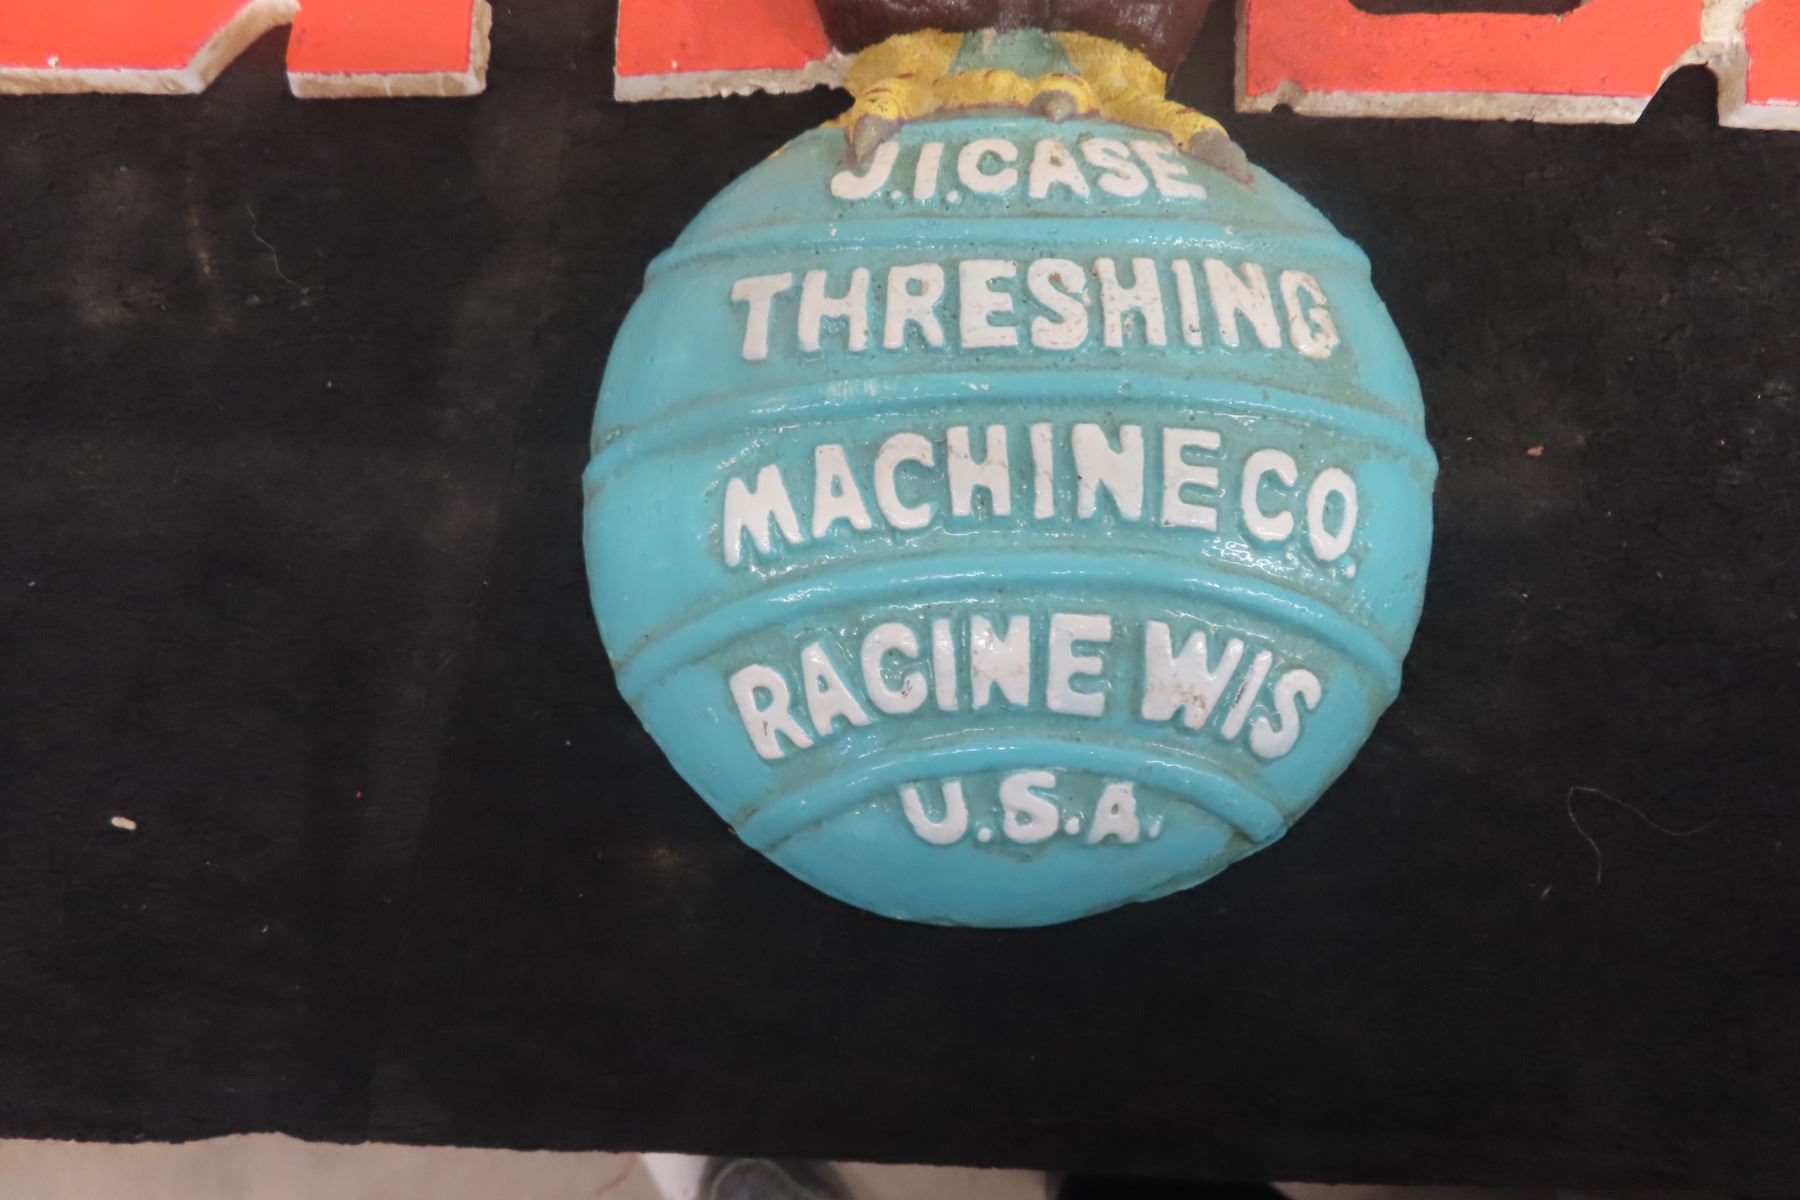 J.I.CASE
THRESHING
MACHINE CO.
RACINE WIS
U.S.A.